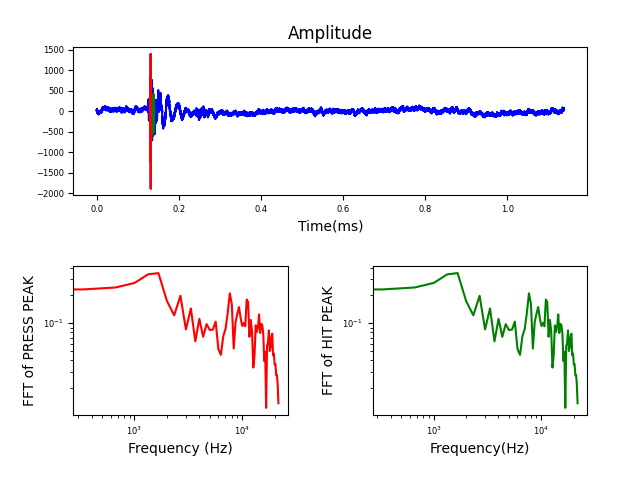 Amplitude
1500
1000
500
0
−500
−1000
−1500
−2000
0.0 0.2 0.4 0.6 0.8 1.0
Time(ms)
FFT of PRESS PEAK
10⁻¹
10³ 10⁴
Frequency (Hz)
FFT of HIT PEAK
10⁻¹
10³ 10⁴
Frequency(Hz)